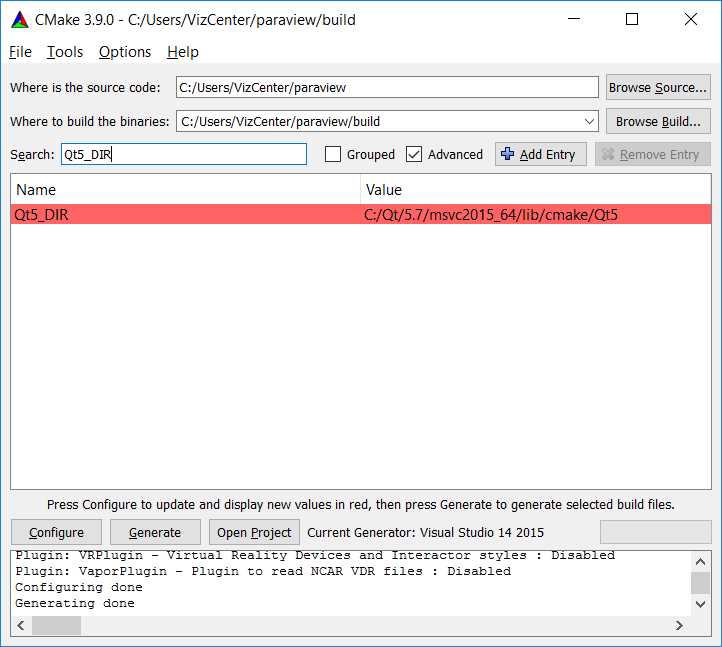 CMake 3.9.0 - C:/Users/VizCenter/paraview/build
File Tools Options Help
Where is the source code: C:/Users/VizCenter/paraview Browse Source...
Where to build the binaries: C:/Users/VizCenter/paraview/build Browse Build...
Search: Qt5_DIR Grouped Advanced Add Entry Remove Entry
Name Value
Qt5_DIR C:/Qt/5.7/msvc2015_64/lib/cmake/Qt5
Press Configure to update and display new values in red, then press Generate to generate selected build files.
Configure Generate Open Project Current Generator: Visual Studio 14 2015
Plugin: VRPlugin - Virtual Reality Devices and Interactor styles : Disabled
Plugin: VaporPlugin - Plugin to read NCAR VDR files : Disabled
Configuring done
Generating done